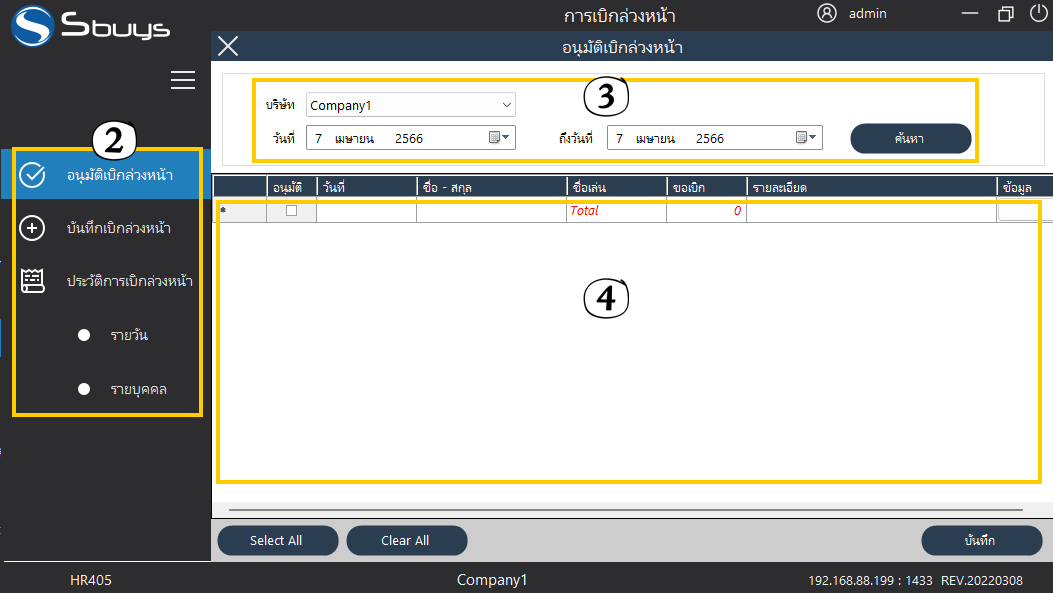 Sbuys
การเบิกล่วงหน้า
admin
อนุมัติเบิกล่วงหน้า
2
อนุมัติเบิกล่วงหน้า
บันทึกเบิกล่วงหน้า
ประวัติการเบิกล่วงหน้า
รายวัน
รายบุคคล
3
บริษัท Company1
วันที่ 7 เมษายน 2566 ถึงวันที่ 7 เมษายน 2566 ค้นหา
อนุมัติ วันที่ ชื่อ - สกุล ชื่อเล่น ขอเบิก รายละเอียด ข้อมูล
* Total 0
4
Select All Clear All บันทึก
HR405 Company1 192.168.88.199 : 1433 REV.20220308